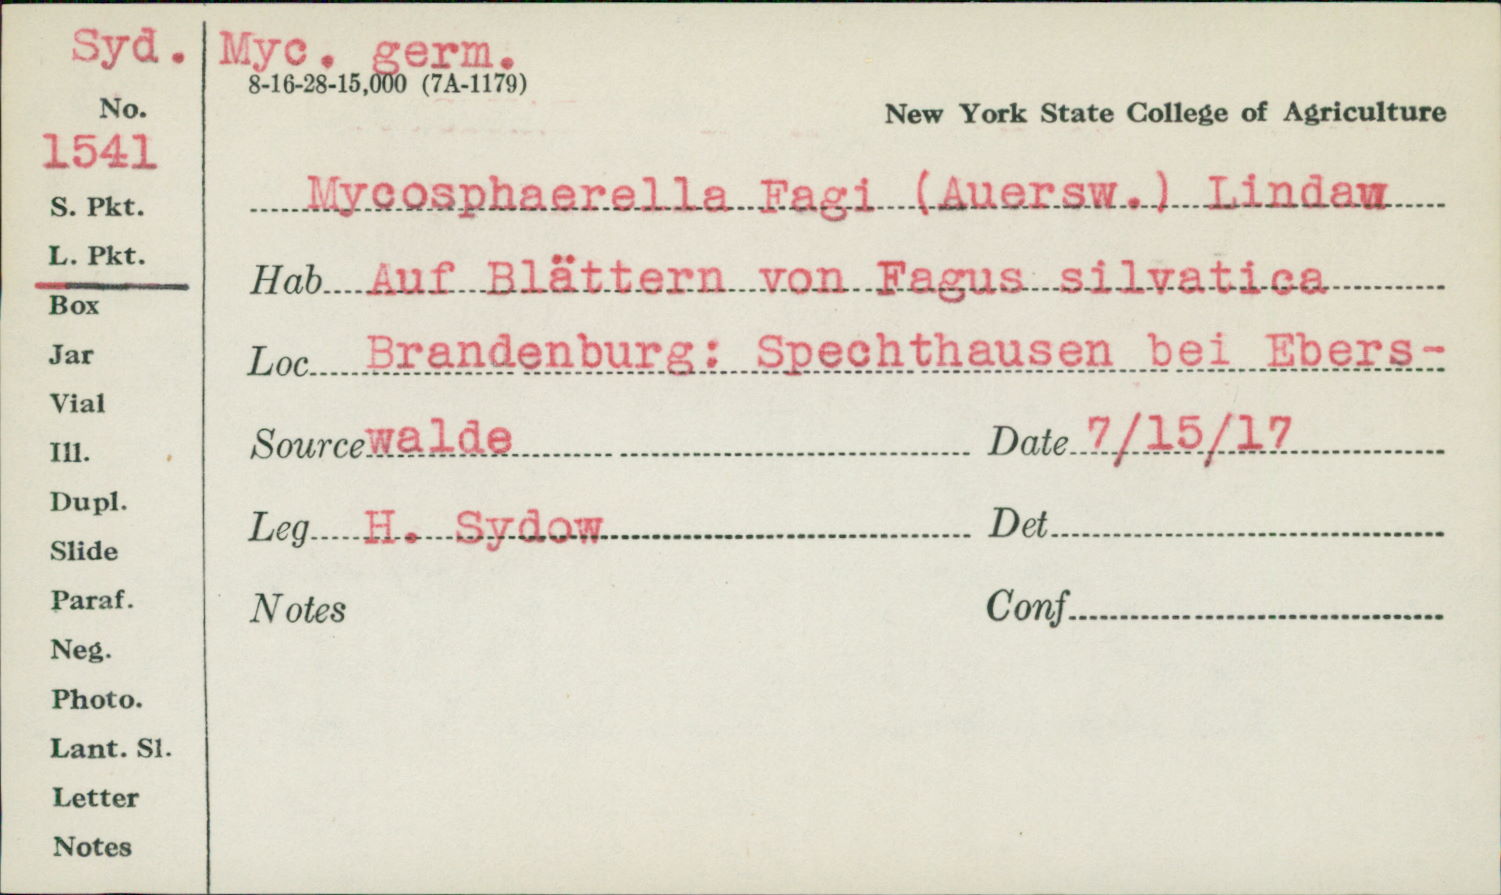 Syd. Myc. germ.
8-16-28-15,000 (7A-1179)
No.
New York State College of Agriculture
1541
Mycosphaerella Fagi (Auersw.) Lindaw
S. Pkt.
L. Pkt.
Hab Auf Blättern von Fagus silvatica
Box
Jar
Loc Brandenburg: Spechthausen bei Ebers-
Vial
Source walde Date 7/15/17
Ill.
Dupl.
Leg H. Sydow Det
Slide
Paraf.
Notes Conf
Neg.
Photo.
Lant. Sl.
Letter
Notes